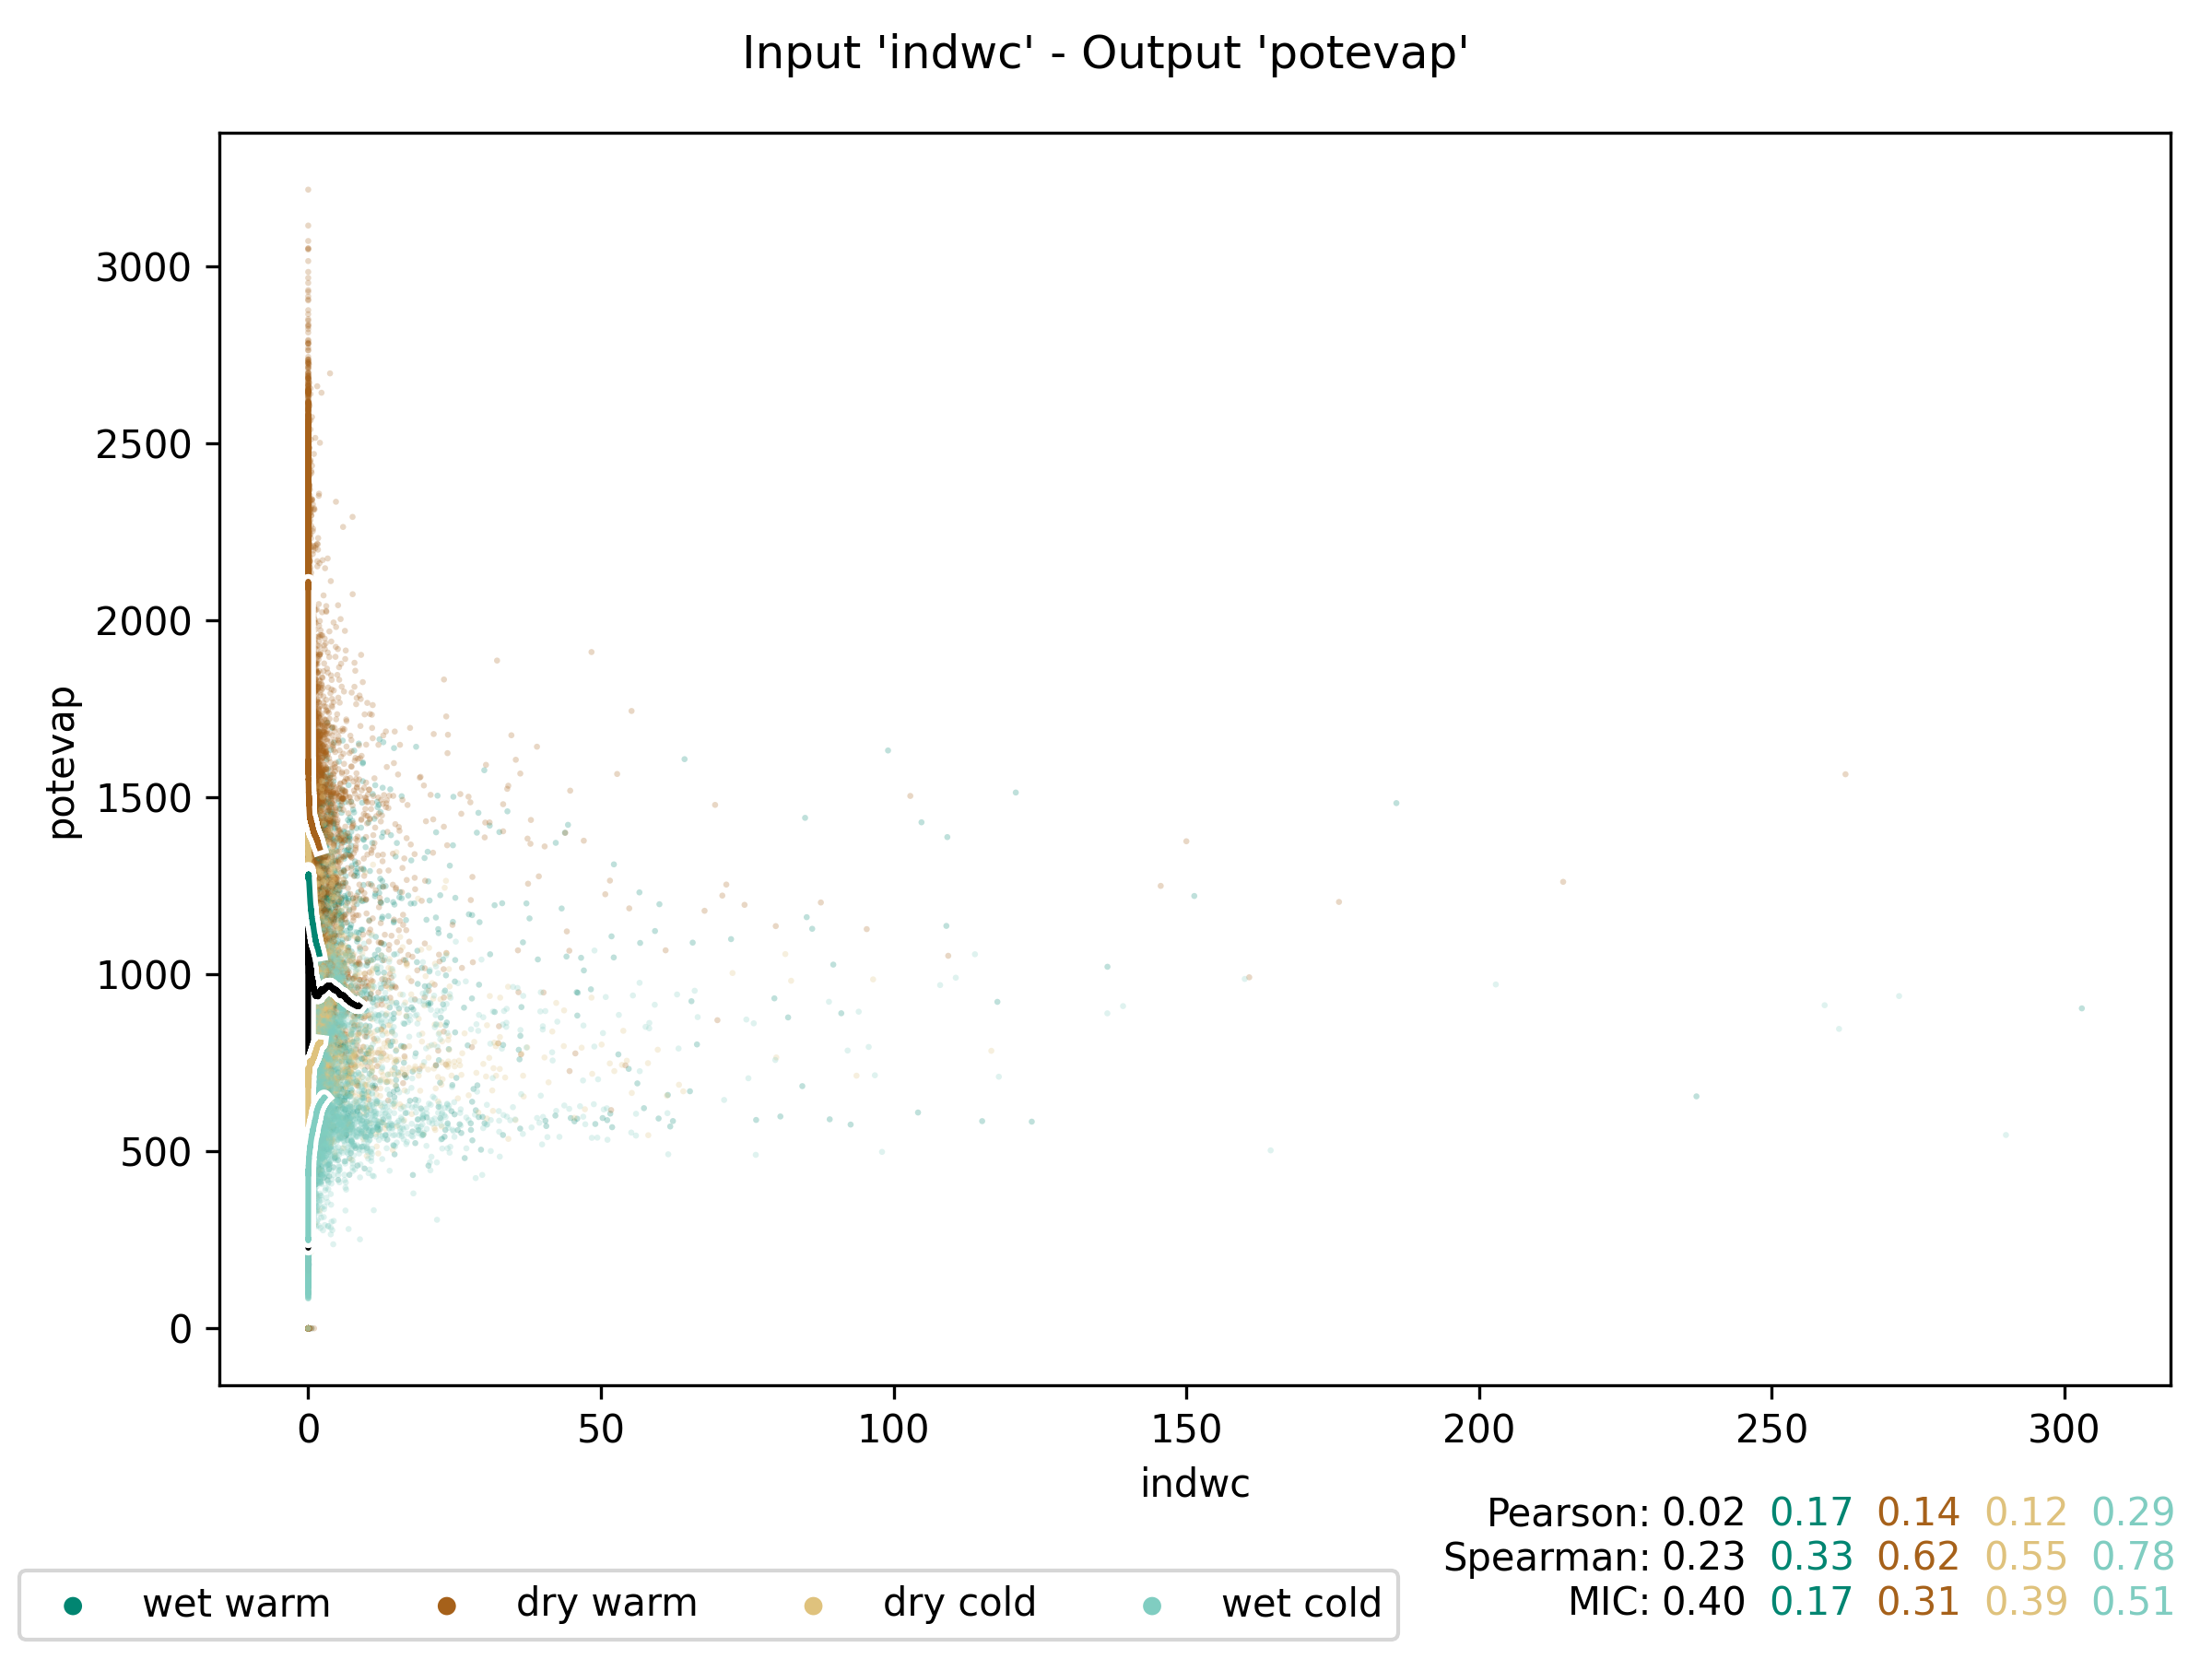 Input 'indwc' - Output 'potevap'
potevap
3000
2500
2000
1500
1000
500
0
0 50 100 150 200 250 300
indwc
Pearson: 0.02 0.17 0.14 0.12 0.29
Spearman: 0.23 0.33 0.62 0.55 0.78
MIC: 0.40 0.17 0.31 0.39 0.51
wet warm dry warm dry cold wet cold